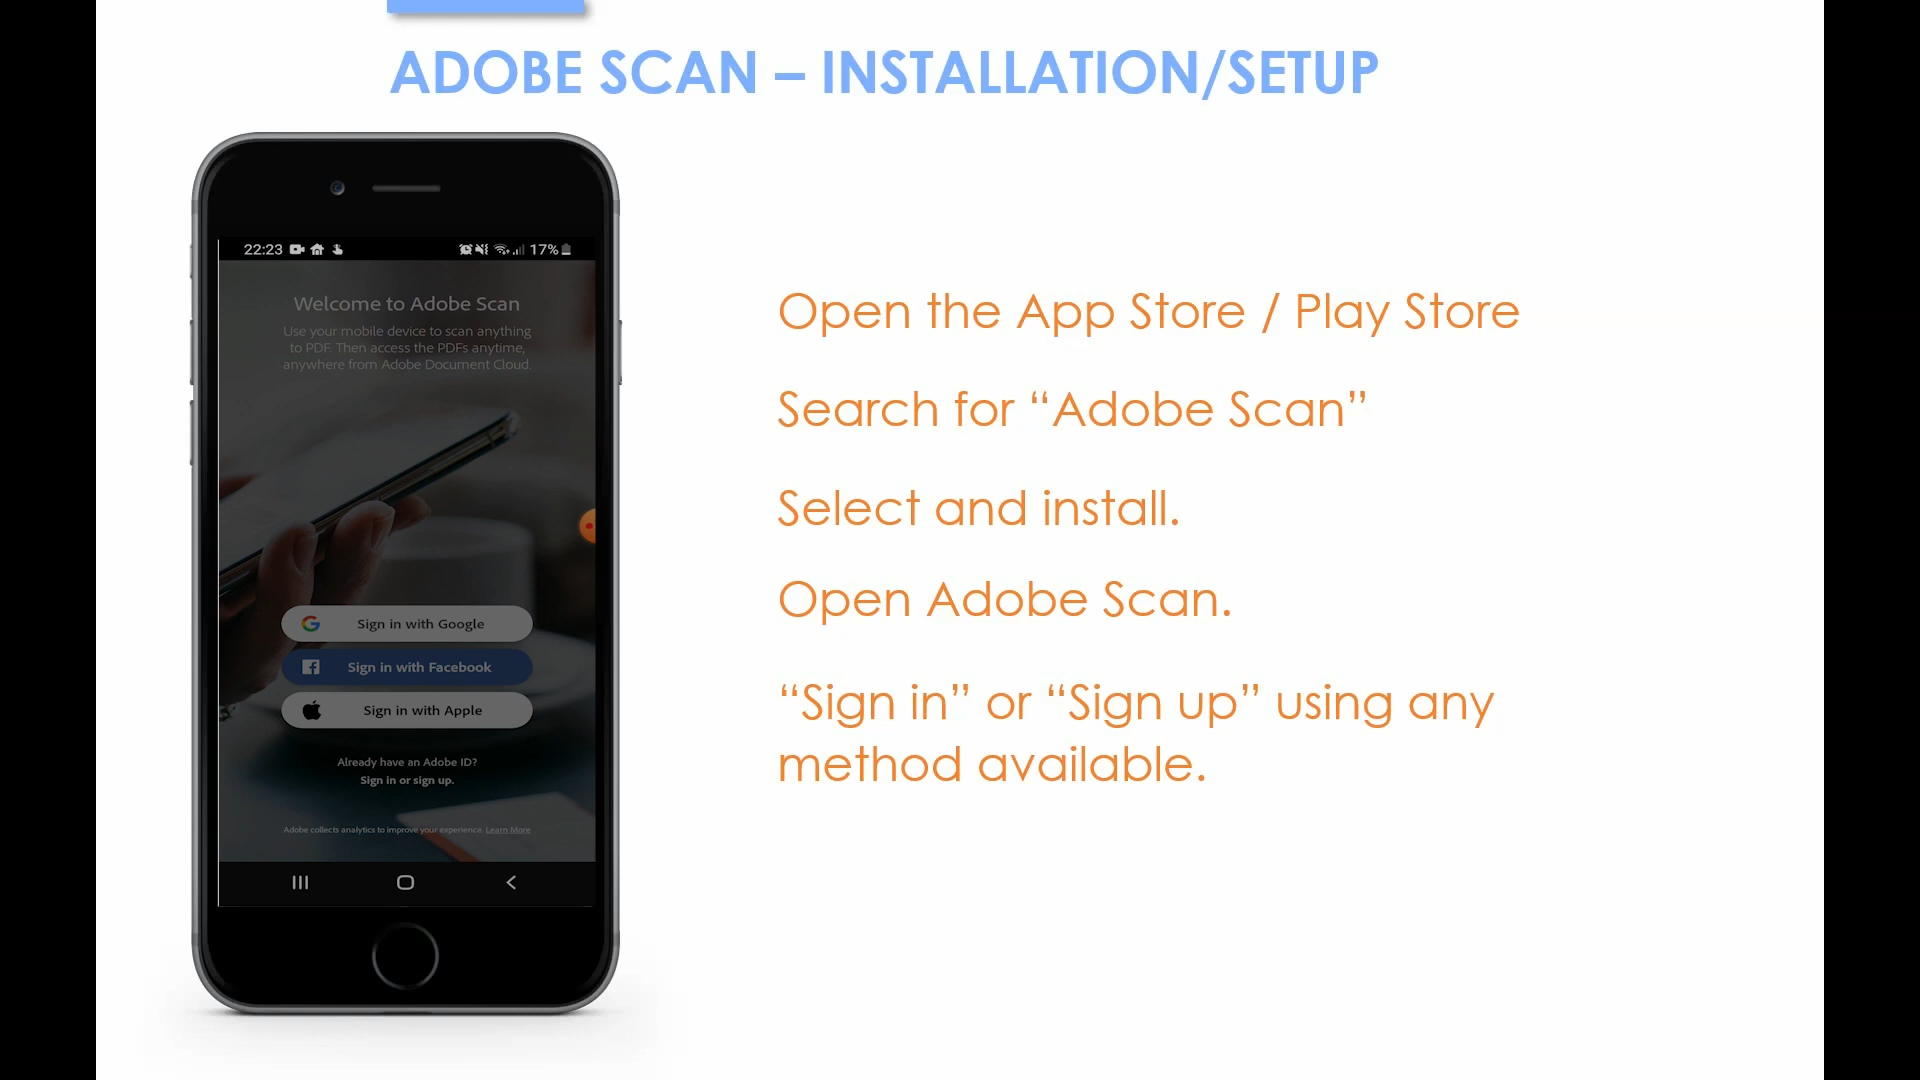 ADOBE SCAN – INSTALLATION/SETUP
22:23 17%
Welcome to Adobe Scan
Use your mobile device to scan anything
to PDF. Then access the PDFs anytime,
anywhere from Adobe Document Cloud.
Sign in with Google
Sign in with Facebook
Sign in with Apple
Already have an Adobe ID?
Sign in or sign up.
Adobe collects analytics to improve your experience. Learn More
Open the App Store / Play Store
Search for “Adobe Scan”
Select and install.
Open Adobe Scan.
“Sign in” or “Sign up” using any
method available.